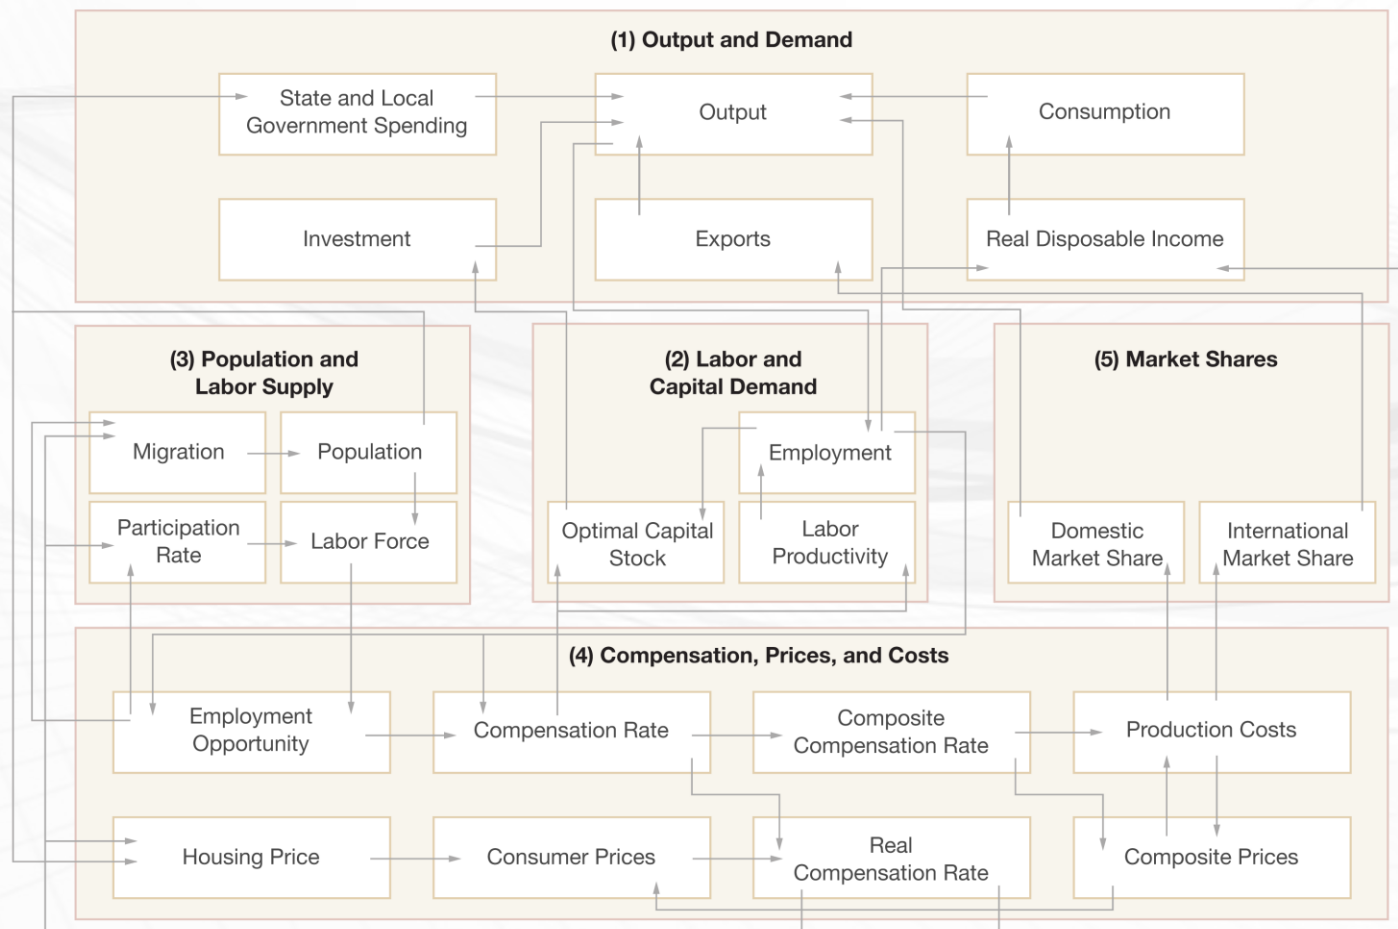 (1) Output and Demand
State and Local
Government Spending
Output
Consumption
Investment
Exports
Real Disposable Income
(3) Population and
Labor Supply
Migration
Population
Participation
Rate
Labor Force
(2) Labor and
Capital Demand
Employment
Optimal Capital
Stock
Labor
Productivity
(5) Market Shares
Domestic
Market Share
International
Market Share
(4) Compensation, Prices, and Costs
Employment
Opportunity
Compensation Rate
Composite
Compensation Rate
Production Costs
Housing Price
Consumer Prices
Real
Compensation Rate
Composite Prices